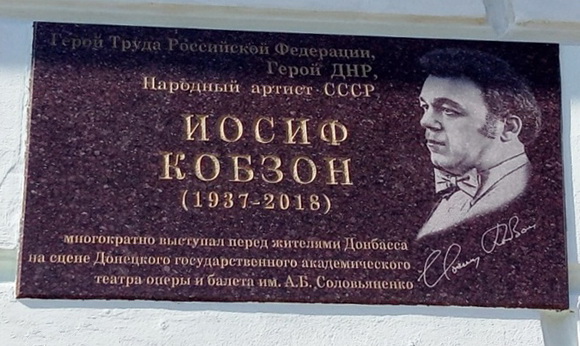 Герой Труда Российской Федерации,
Герой ДНР,
Народный артист СССР
ИОСИФ
КОБЗОН
(1937-2018)
многократно выступал перед жителями Донбасса
на сцене Донецкого государственного академического
театра оперы и балета им. А.Б. Соловьяненко